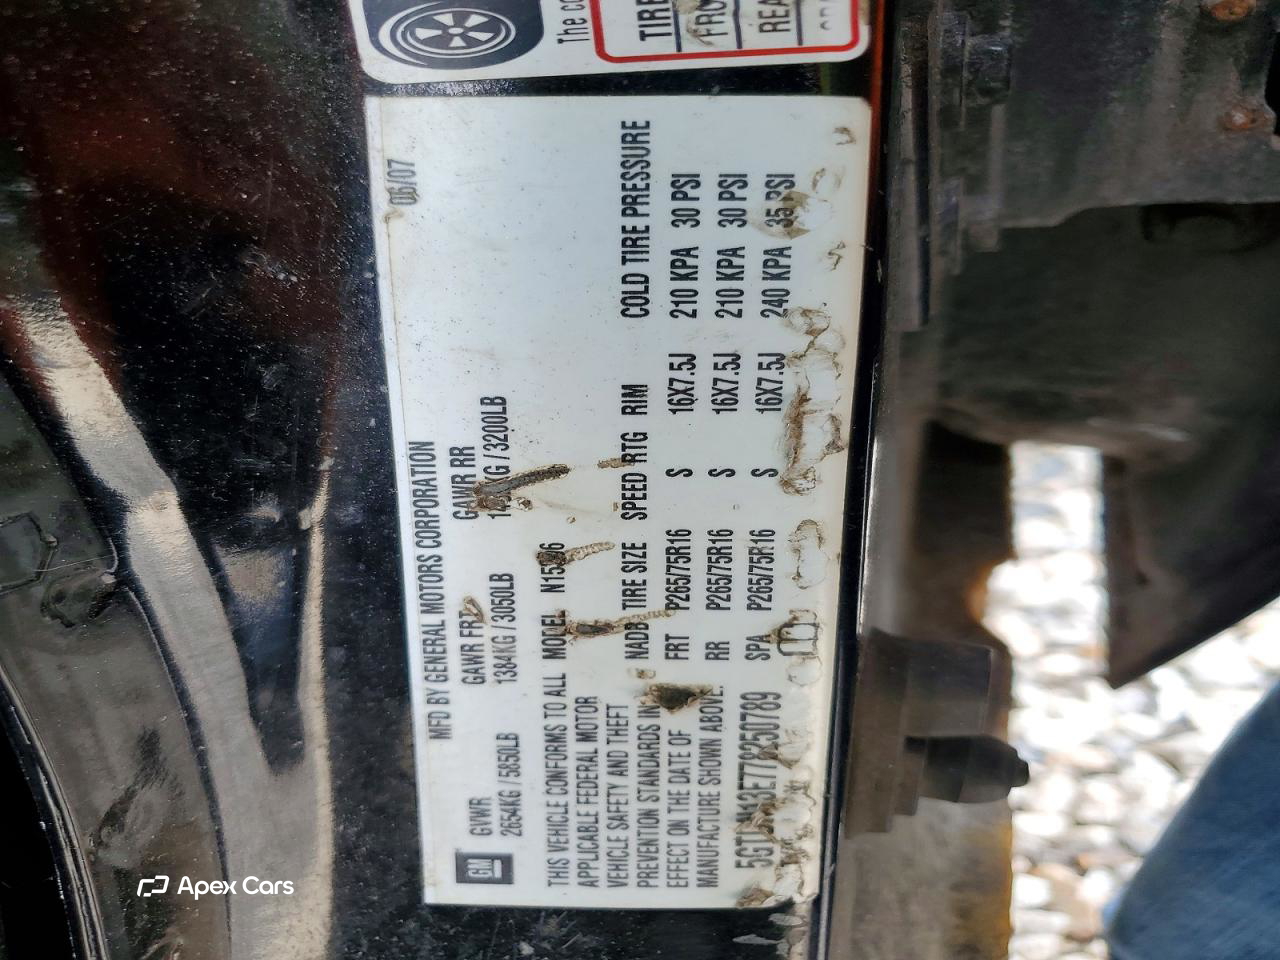 The
TIRE
FRO
REA
06/07
MFD BY GENERAL MOTORS CORPORATION
GM
GVWR GAWR FRT GAWR RR
2654KG / 5850LB 1384KG / 3050LB KG / 3200LB
THIS VEHICLE CONFORMS TO ALL
APPLICABLE FEDERAL MOTOR
VEHICLE SAFETY AND THEFT
PREVENTION STANDARDS IN
EFFECT ON THE DATE OF
MANUFACTURE SHOWN ABOVE.
MODEL
NADB TIRE SIZE SPEED RTG RIM COLD TIRE PRESSURE
FRT P265/75R16 S 16X7.5J 210 KPA 30 PSI
RR P265/75R16 S 16X7.5J 210 KPA 30 PSI
SPA P265/75R16 S 16X7.5J 240 KPA 35 PSI
Apex Cars